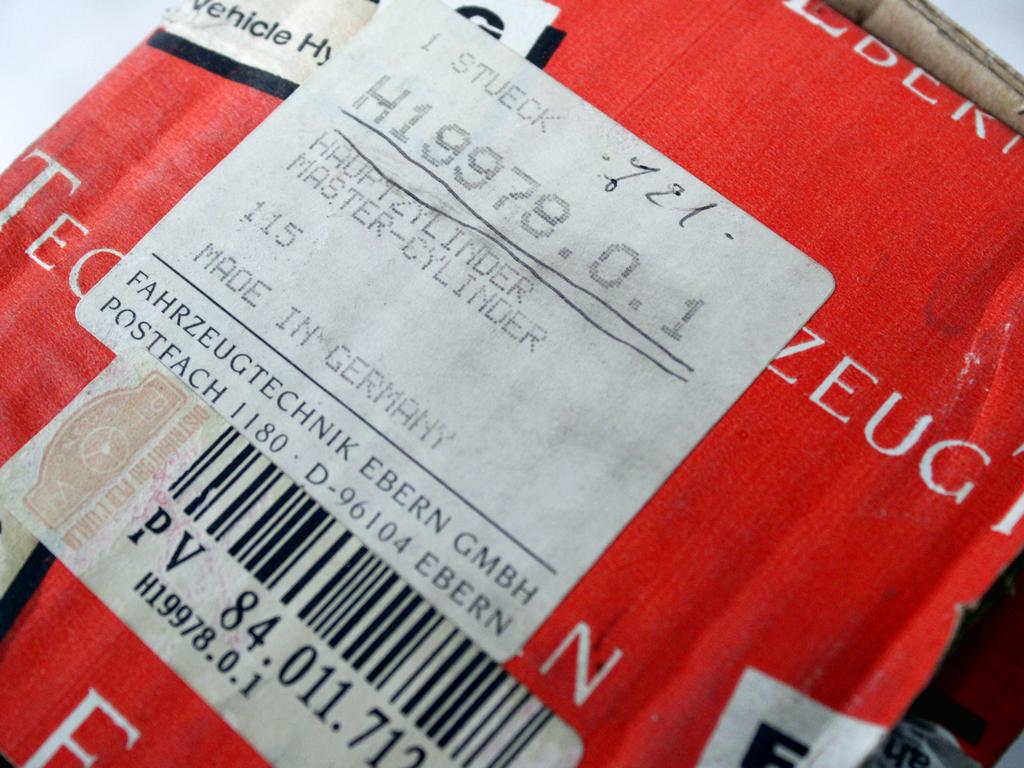 Vehicle Hy
G
1 STUECK
H19979.0.1
HAUPTZYLINDER
MASTER-CYLINDER
115
MADE IN GERMANY
FAHRZEUGTECHNIK EBERN GMBH
POSTFACH 1180 · D-96104 EBERN
PV 84.011.712
H19978.0.1
EBER
TEC
ZEUG
N
F
E